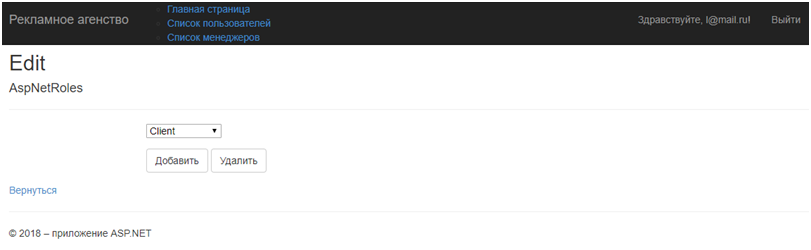 Рекламное агенство
Главная страница
Список пользователей
Список менеджеров
Здравствуйте, l@mail.ru!
Выйти
Edit
AspNetRoles
Client
Добавить
Удалить
Вернуться
© 2018 – приложение ASP.NET